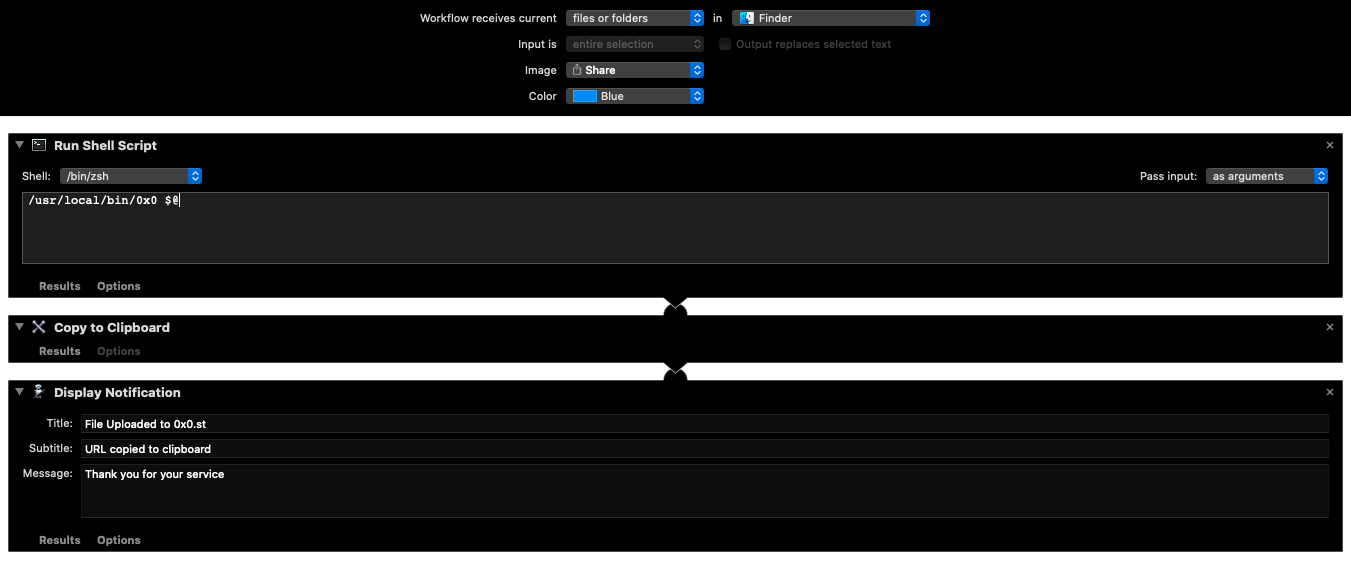 Workflow receives current files or folders in Finder
Input is entire selection Output replaces selected text
Image Share
Color Blue
Run Shell Script
Shell: /bin/zsh Pass input: as arguments
/usr/local/bin/0x0 $@
Results Options
Copy to Clipboard
Results Options
Display Notification
Title: File Uploaded to 0x0.st
Subtitle: URL copied to clipboard
Message: Thank you for your service
Results Options